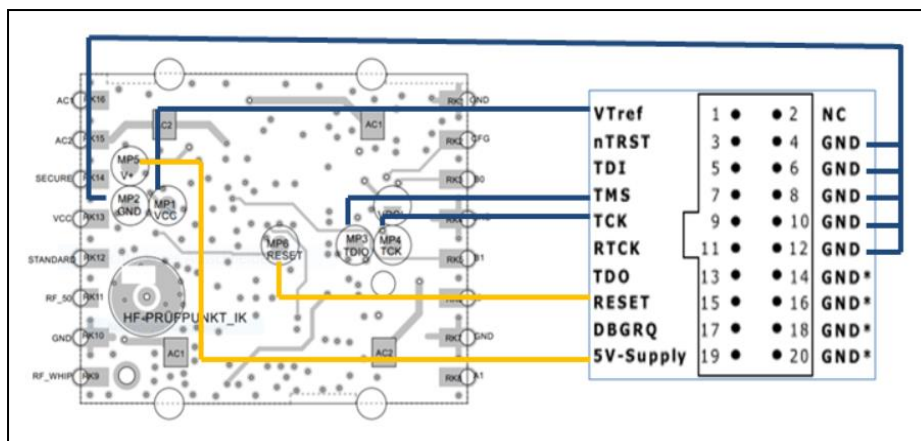 AC1 RK16
AC2 RK15
SECURE RK14
VCC RK13
STANDARD RK12
RF_50 RK11
GND RK10
RF_WHIP RK9
AC2
AC1
MP5
V+
MP2
GND
MP1
VCC
MP6
RESET
MP3
TDIO
MP4
TCK
HF-PRÜFPUNKT_IK
AC1
AC2
GND
CFG
B0
B1
GND
A1
VTref 1 2 NC
nTRST 3 4 GND
TDI 5 6 GND
TMS 7 8 GND
TCK 9 10 GND
RTCK 11 12 GND
TDO 13 14 GND*
RESET 15 16 GND*
DBGRQ 17 18 GND*
5V-Supply 19 20 GND*